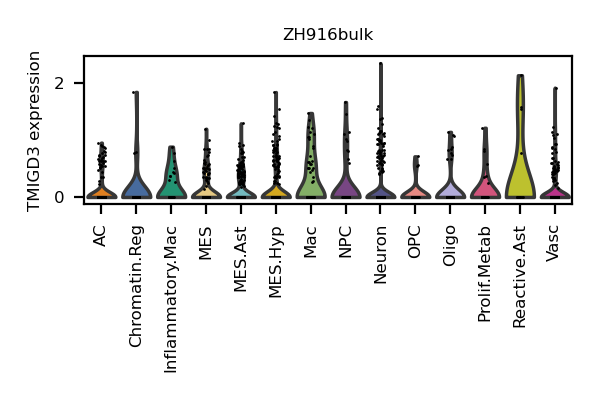 ZH916bulk
TMIGD3 expression
2
0
AC
Chromatin.Reg
Inflammatory.Mac
MES
MES.Ast
MES.Hyp
Mac
NPC
Neuron
OPC
Oligo
Prolif.Metab
Reactive.Ast
Vasc